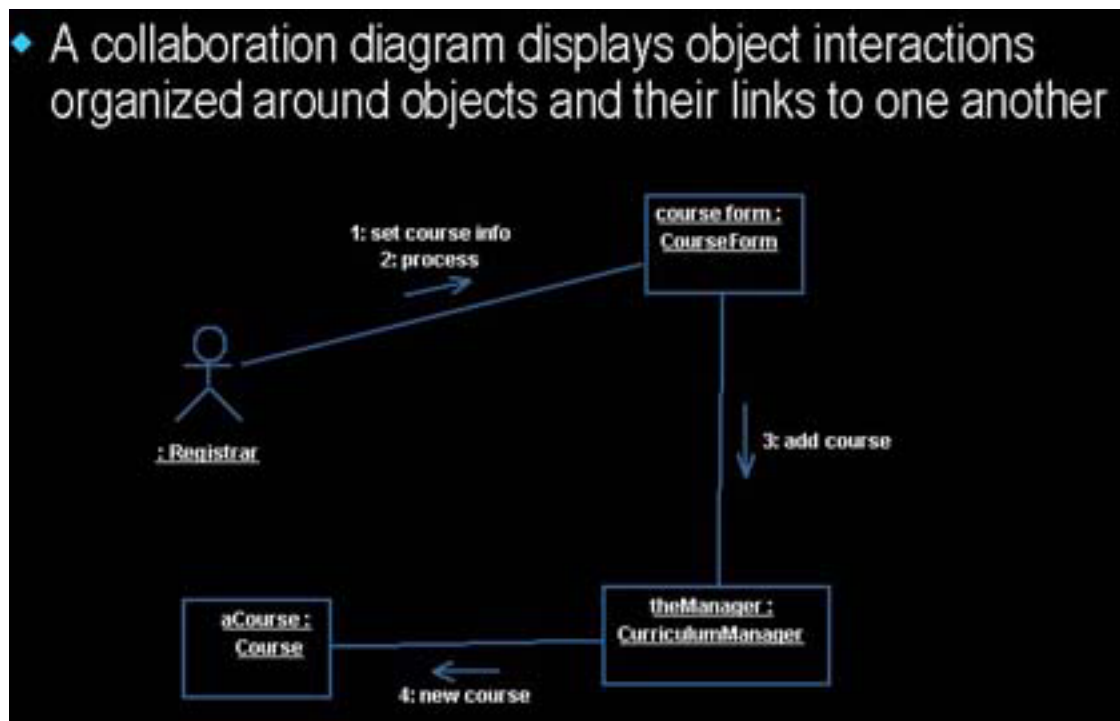 A collaboration diagram displays object interactions
organized around objects and their links to one another
1: set course info
2: process
course form :
CourseForm
: Registrar
3: add course
aCourse :
Course
theManager :
CurriculumManager
4: new course